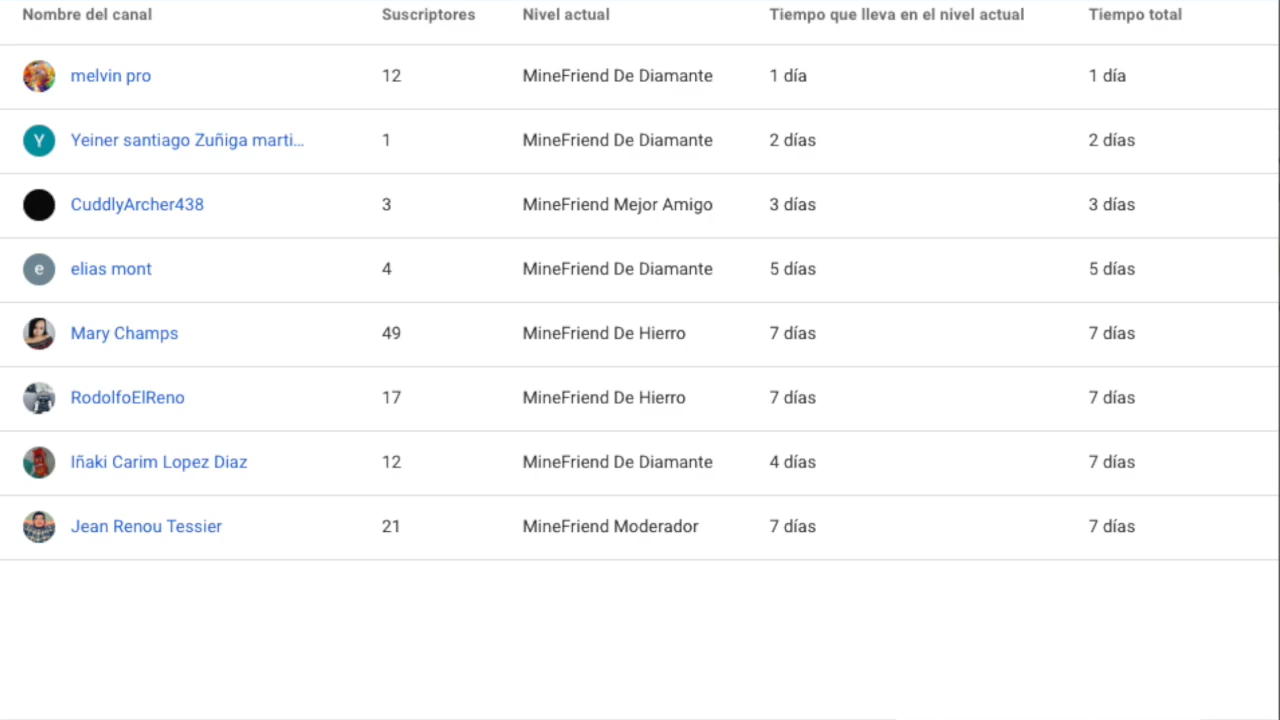 Nombre del canal Suscriptores Nivel actual Tiempo que lleva en el nivel actual Tiempo total
melvin pro 12 MineFriend De Diamante 1 día 1 día
Y Yeiner santiago Zuñiga marti... 1 MineFriend De Diamante 2 días 2 días
CuddlyArcher438 3 MineFriend Mejor Amigo 3 días 3 días
e elias mont 4 MineFriend De Diamante 5 días 5 días
Mary Champs 49 MineFriend De Hierro 7 días 7 días
RodolfoElReno 17 MineFriend De Hierro 7 días 7 días
Iñaki Carim Lopez Diaz 12 MineFriend De Diamante 4 días 7 días
Jean Renou Tessier 21 MineFriend Moderador 7 días 7 días